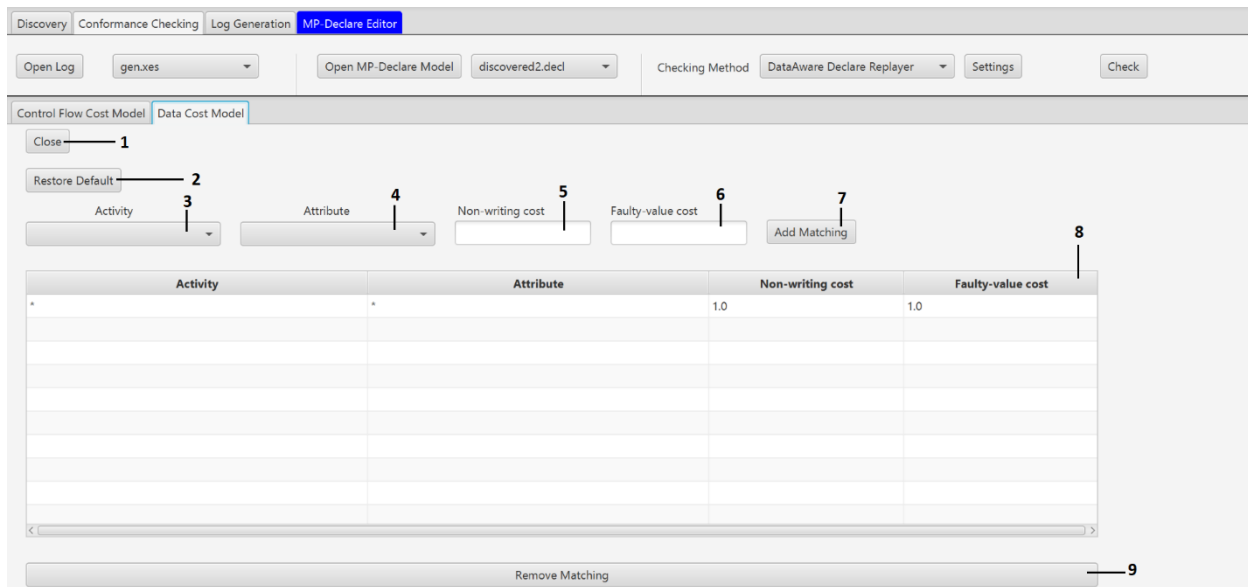 Discovery Conformance Checking Log Generation MP-Declare Editor
Open Log gen.xes Open MP-Declare Model discovered2.decl Checking Method DataAware Declare Replayer Settings Check
Control Flow Cost Model Data Cost Model
Close 1
Restore Default 2
3 4 5 6 7
Activity Attribute Non-writing cost Faulty-value cost
Add Matching 8
Activity Attribute Non-writing cost Faulty-value cost
* * 1.0 1.0
Remove Matching 9